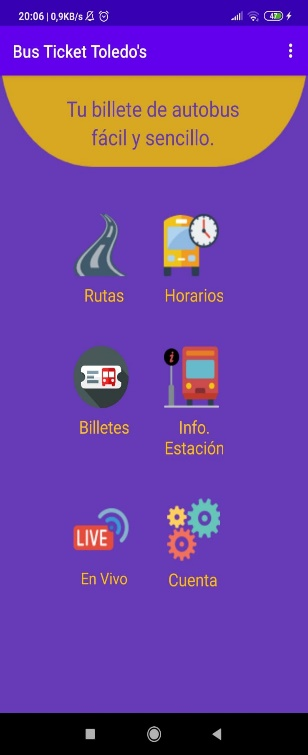 20:06 | 0,9KB/s
47
Bus Ticket Toledo's
Tu billete de autobus
fácil y sencillo.
Rutas
Horarios
Billetes
Info.
Estación
LIVE
En Vivo
Cuenta